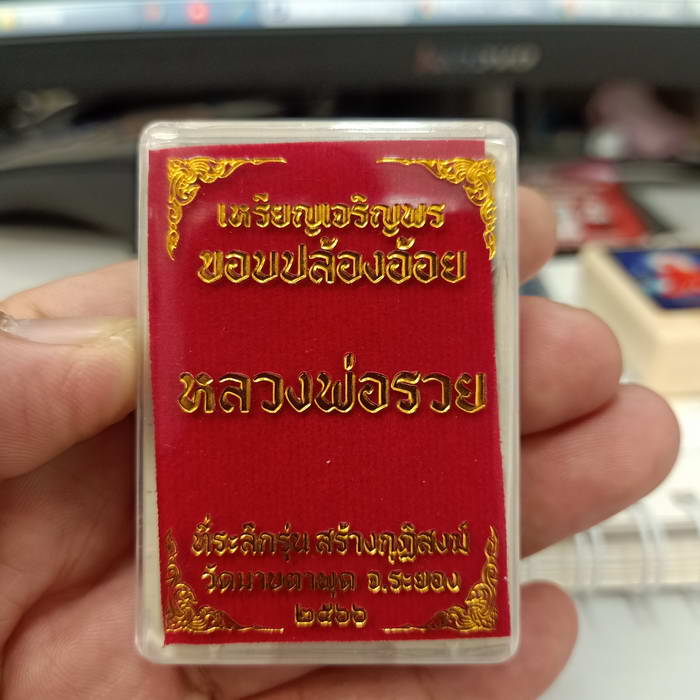 เหรียญเจริญพร
ขอบปล้องอ้อย
หลวงพ่อรวย
ที่ระลึกรุ่น สร้างกุฏิสงฆ์
วัดมาบตาพุด จ.ระยอง
๒๕๖๖